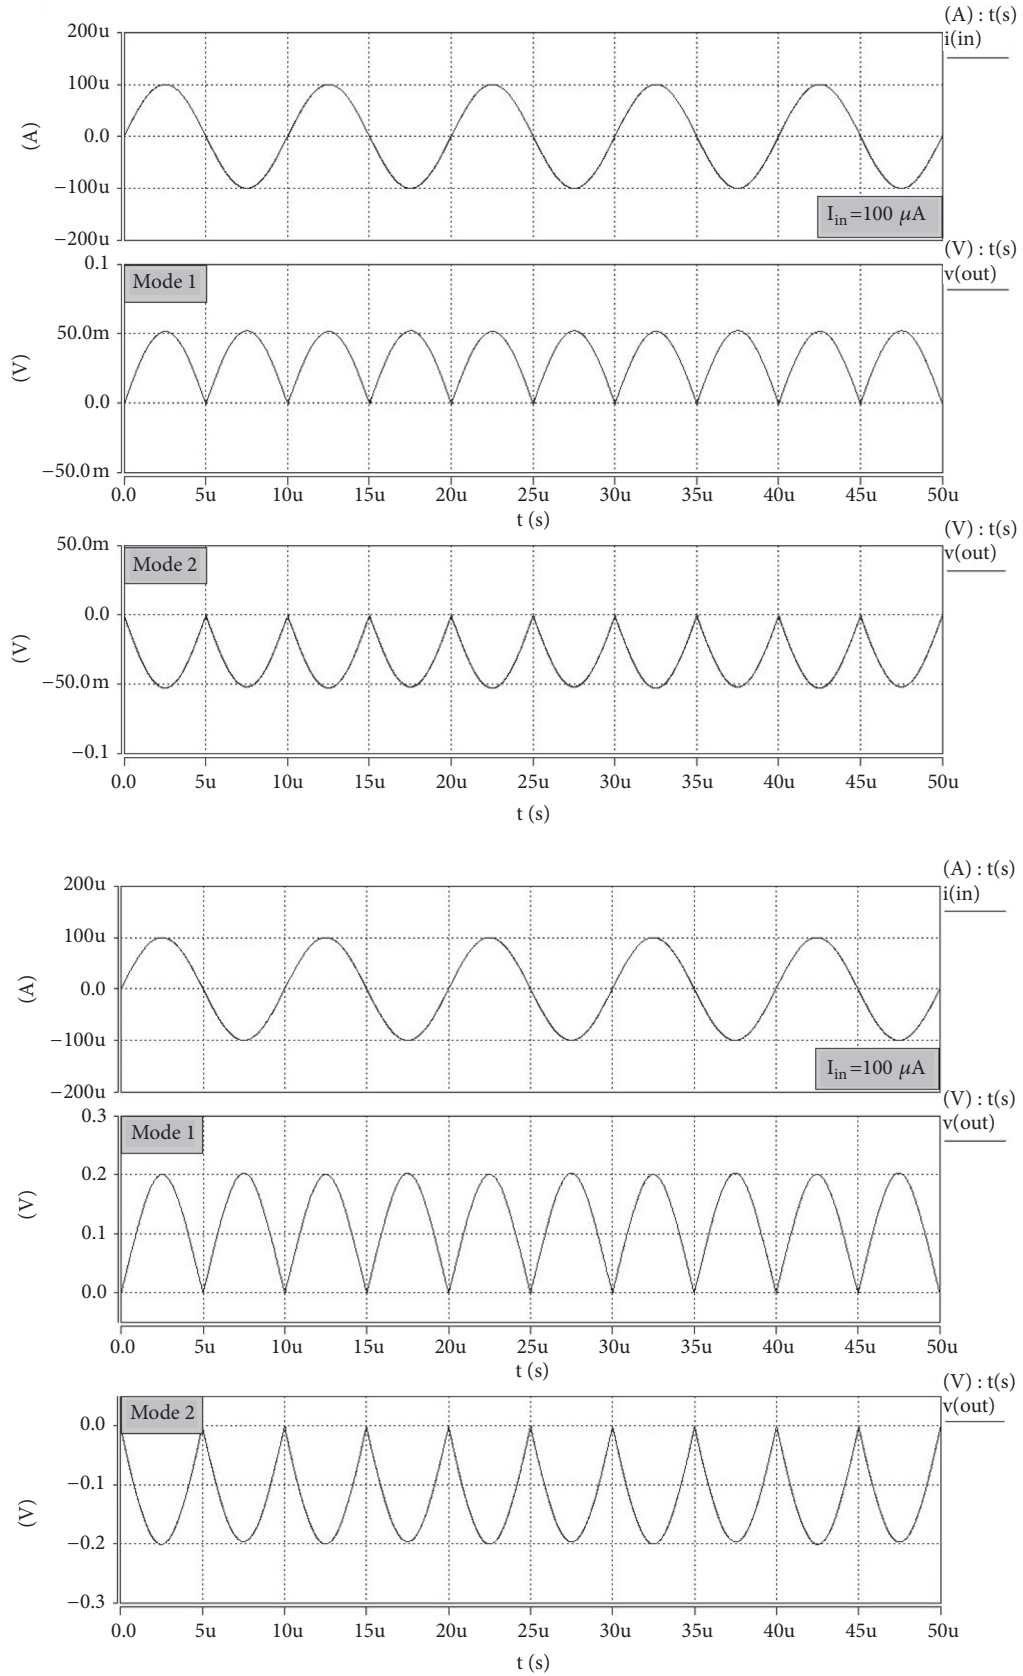 (A) : t(s)
i(in)
200u
100u
0.0
−100u
−200u
(A)
I_in=100 μA
(V) : t(s)
v(out)
Mode 1
0.1
50.0m
0.0
−50.0m
(V)
0.0 5u 10u 15u 20u 25u 30u 35u 40u 45u 50u
t (s)
(V) : t(s)
v(out)
Mode 2
50.0m
0.0
−50.0m
−0.1
(V)
0.0 5u 10u 15u 20u 25u 30u 35u 40u 45u 50u
t (s)
(A) : t(s)
i(in)
200u
100u
0.0
−100u
−200u
(A)
I_in=100 μA
(V) : t(s)
v(out)
Mode 1
0.3
0.2
0.1
0.0
(V)
0.0 5u 10u 15u 20u 25u 30u 35u 40u 45u 50u
t (s)
(V) : t(s)
v(out)
Mode 2
0.0
−0.1
−0.2
−0.3
(V)
0.0 5u 10u 15u 20u 25u 30u 35u 40u 45u 50u
t (s)